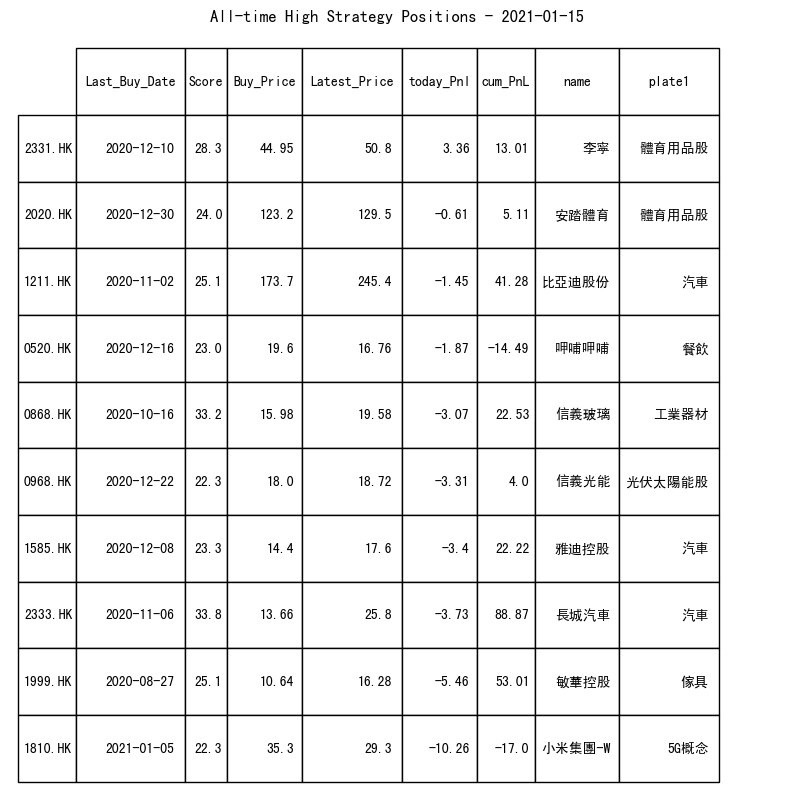 All-time High Strategy Positions - 2021-01-15
Last_Buy_Date Score Buy_Price Latest_Price today_Pnl cum_PnL name plate1
2331.HK 2020-12-10 28.3 44.95 50.8 3.36 13.01 李寧 體育用品股
2020.HK 2020-12-30 24.0 123.2 129.5 -0.61 5.11 安踏體育 體育用品股
1211.HK 2020-11-02 25.1 173.7 245.4 -1.45 41.28 比亞迪股份 汽車
0520.HK 2020-12-16 23.0 19.6 16.76 -1.87 -14.49 呷哺呷哺 餐飲
0868.HK 2020-10-16 33.2 15.98 19.58 -3.07 22.53 信義玻璃 工業器材
0968.HK 2020-12-22 22.3 18.0 18.72 -3.31 4.0 信義光能 光伏太陽能股
1585.HK 2020-12-08 23.3 14.4 17.6 -3.4 22.22 雅迪控股 汽車
2333.HK 2020-11-06 33.8 13.66 25.8 -3.73 88.87 長城汽車 汽車
1999.HK 2020-08-27 25.1 10.64 16.28 -5.46 53.01 敏華控股 傢具
1810.HK 2021-01-05 22.3 35.3 29.3 -10.26 -17.0 小米集團-W 5G概念